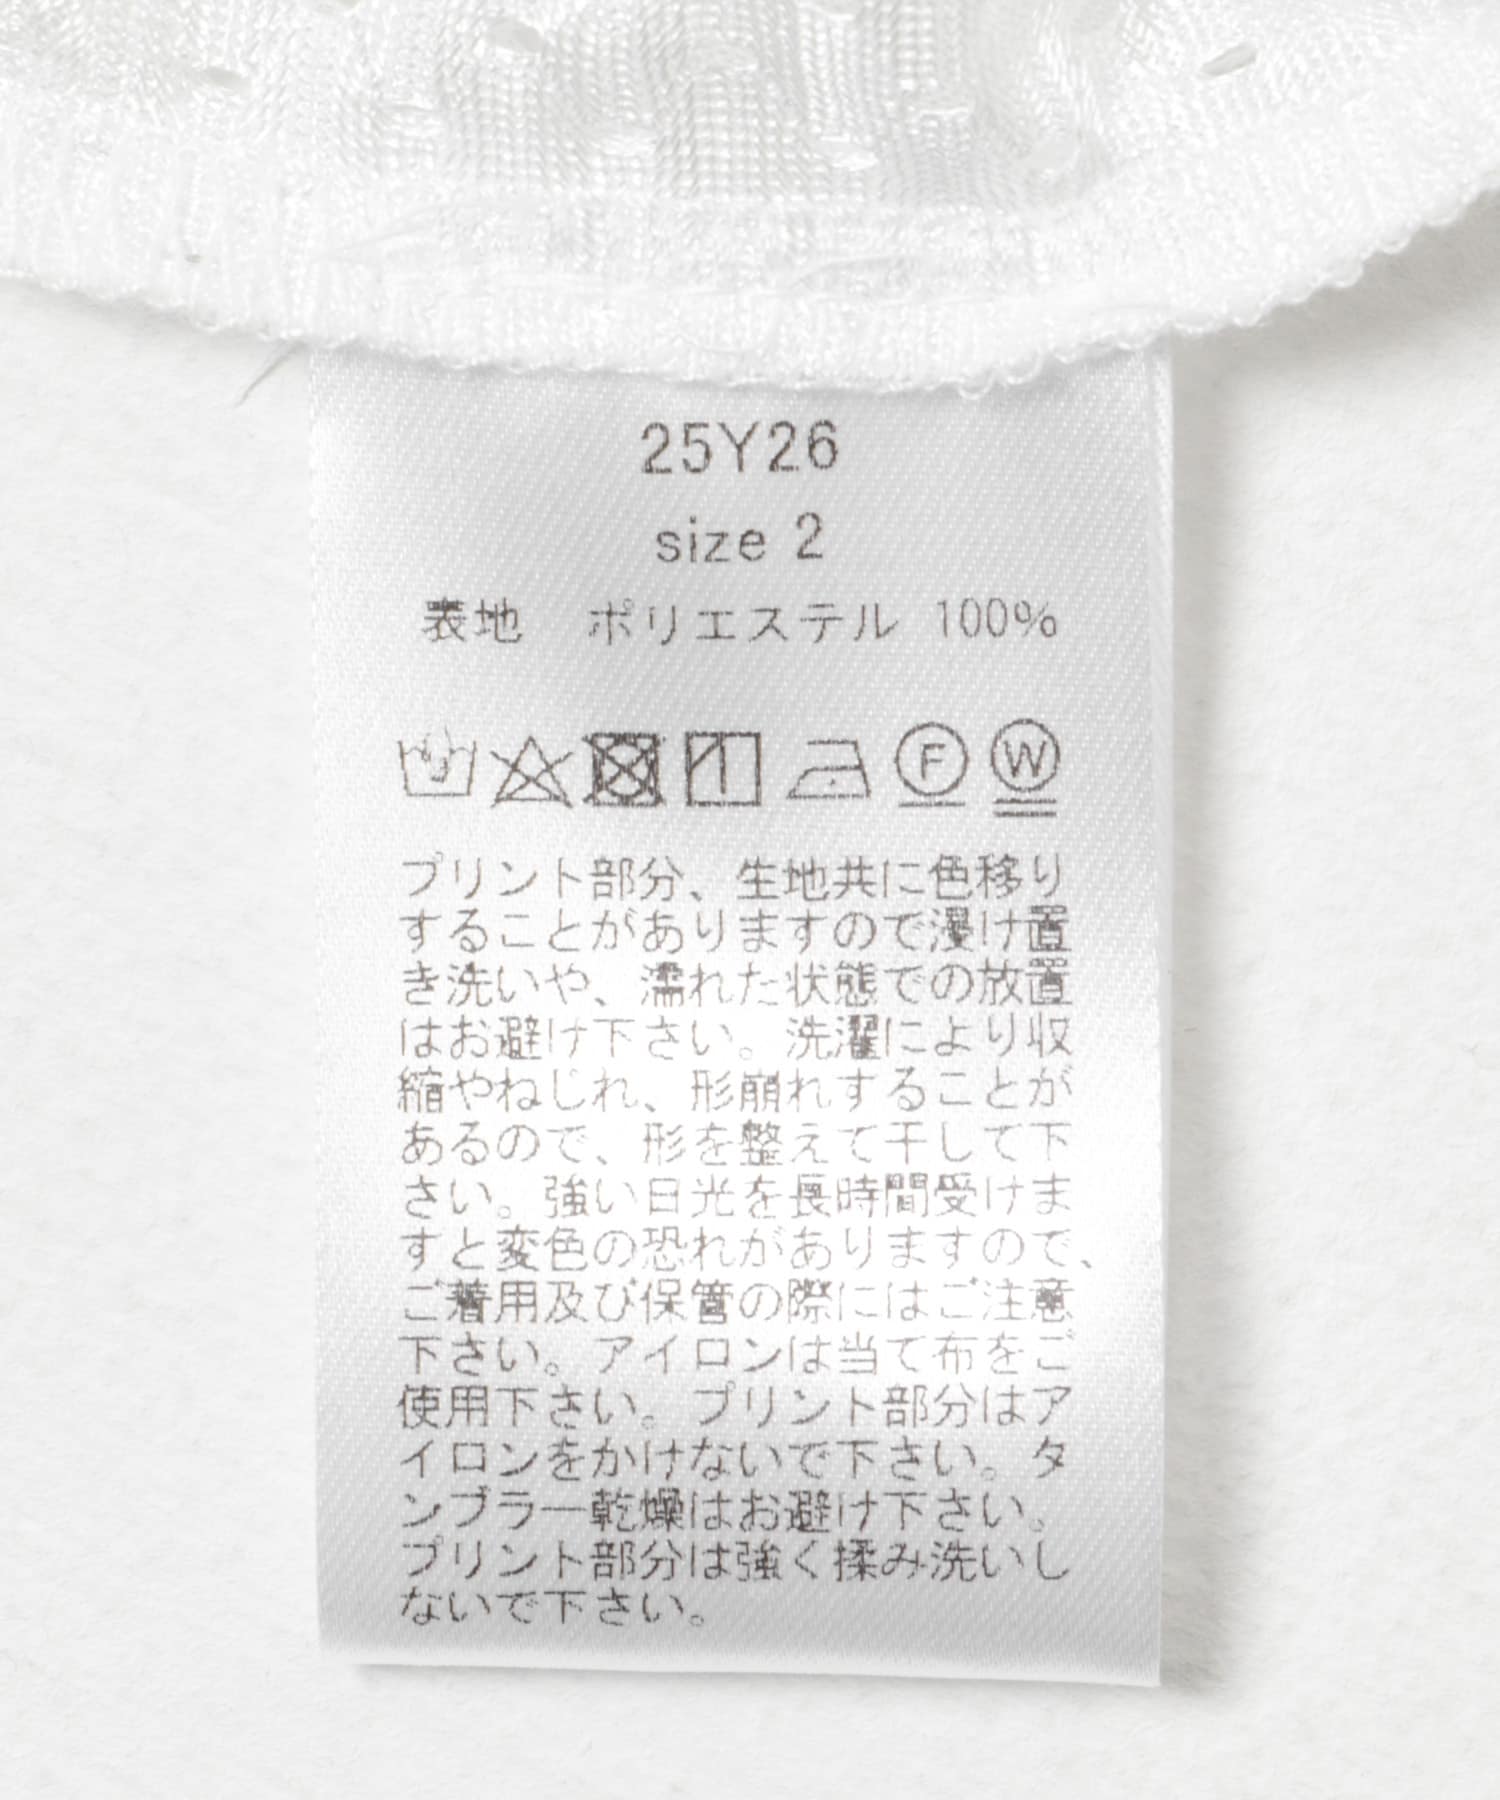 25Y26
size 2
表地 ポリエステル 100%
F W
プリント部分、生地共に色移り
することがありますので浸け置
き洗いや、濡れた状態での放置
はお避け下さい。洗濯により収
縮やねじれ、形崩れすることが
あるので、形を整えて干して下
さい。強い日光を長時間受けま
すと変色の恐れがありますので、
ご着用及び保管の際にはご注意
下さい。アイロンは当て布をご
使用下さい。プリント部分はア
イロンをかけないで下さい。タ
ンブラー乾燥はお避け下さい。
プリント部分は強く揉み洗いし
ないで下さい。